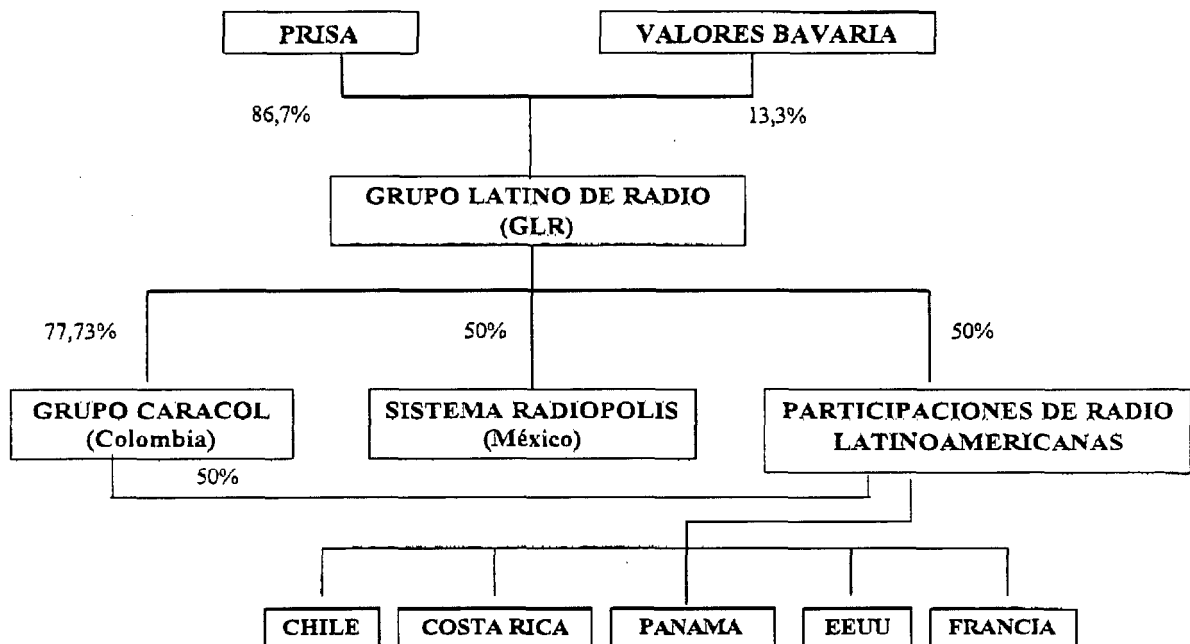 PRISA
VALORES BAVARIA
86,7%
13,3%
GRUPO LATINO DE RADIO
(GLR)
77,73%
50%
50%
GRUPO CARACOL
(Colombia)
SISTEMA RADIOPOLIS
(México)
PARTICIPACIONES DE RADIO
LATINOAMERICANAS
50%
CHILE
COSTA RICA
PANAMA
EEUU
FRANCIA